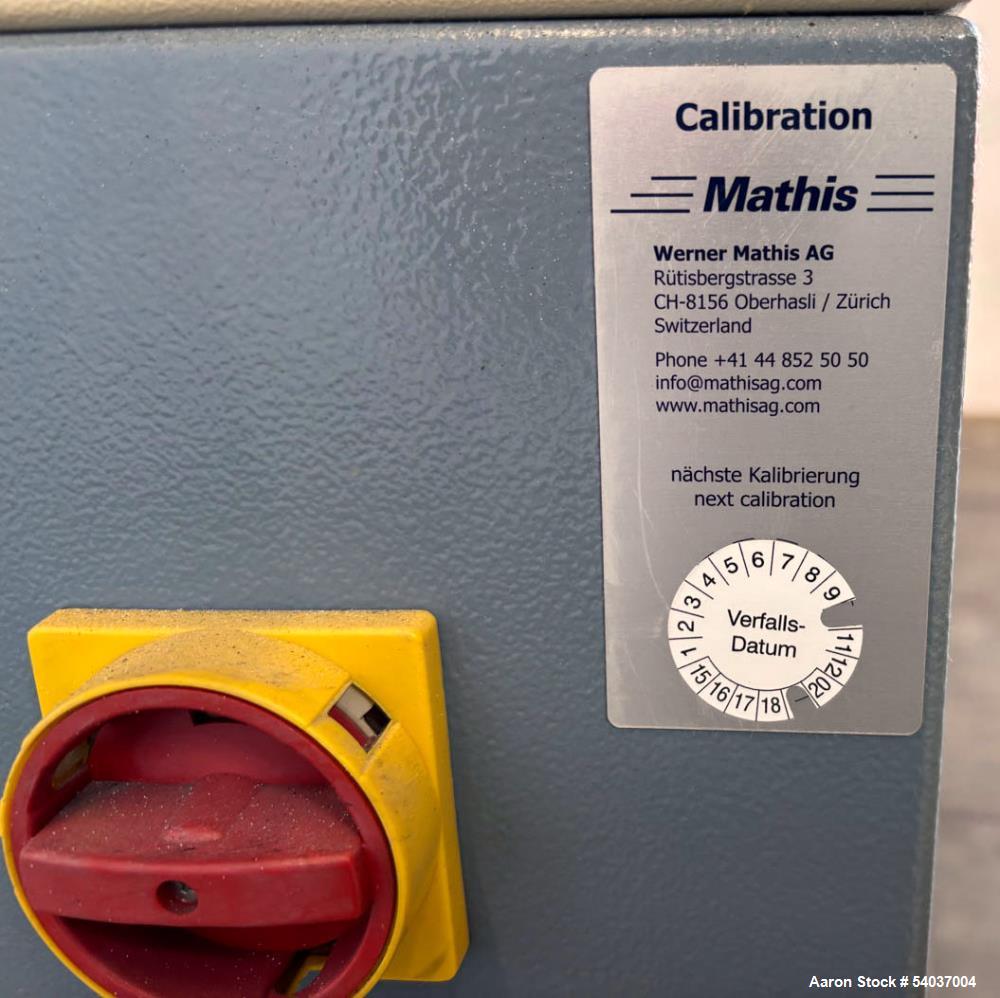 Calibration
Mathis
Werner Mathis AG
Rütisbergstrasse 3
CH-8156 Oberhasli / Zürich
Switzerland
Phone +41 44 852 50 50
info@mathisag.com
www.mathisag.com
nächste Kalibrierung
next calibration
1 2 3 4 5 6 7 8 9 11 12
Verfalls-
Datum
15 16 17 18 20
Aaron Stock # 54037004